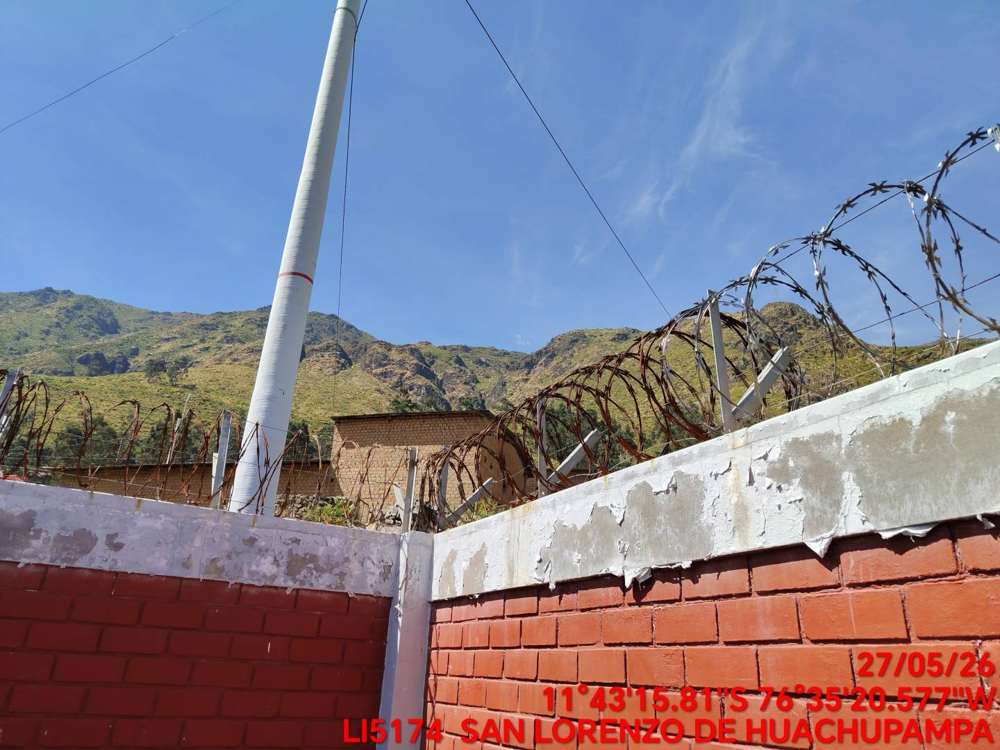 27/05/26
11°43'15.81"S 76°35'20.577"W
LI5174 SAN LORENZO DE HUACHUPAMPA